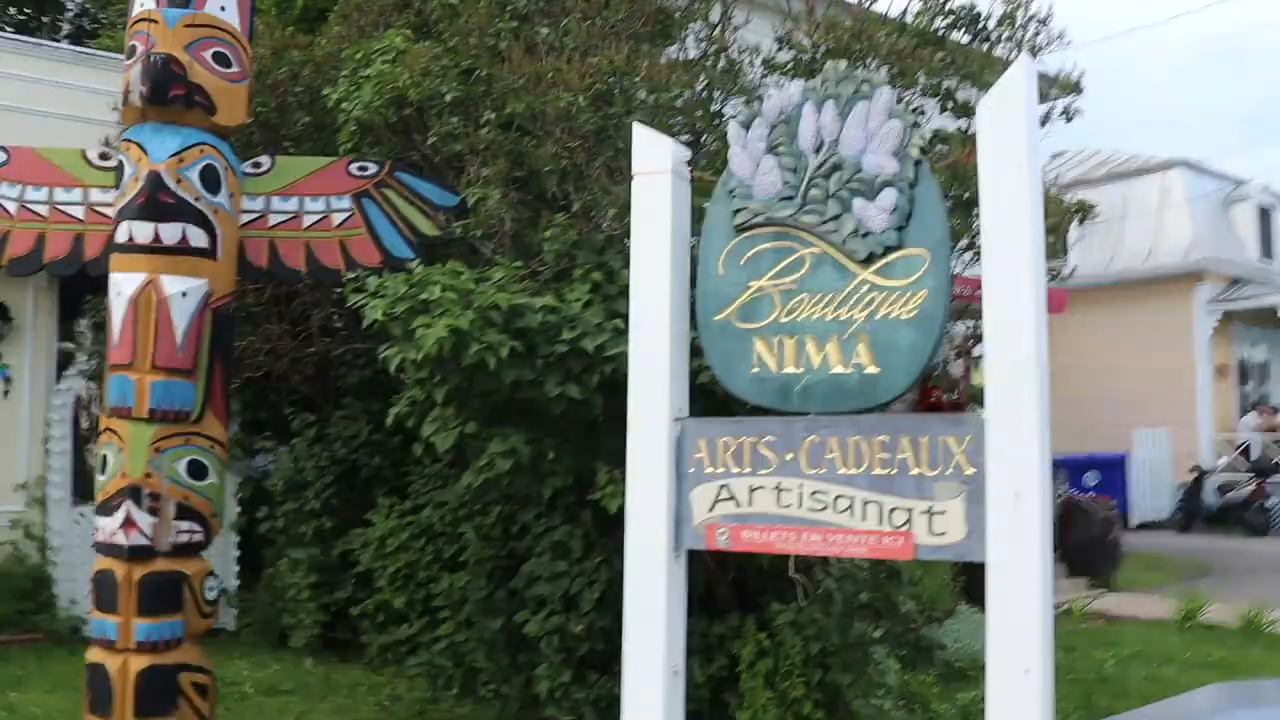 Boutique
NIMA
ARTS · CADEAUX
Artisanat
BILLETS EN VENTE ICI